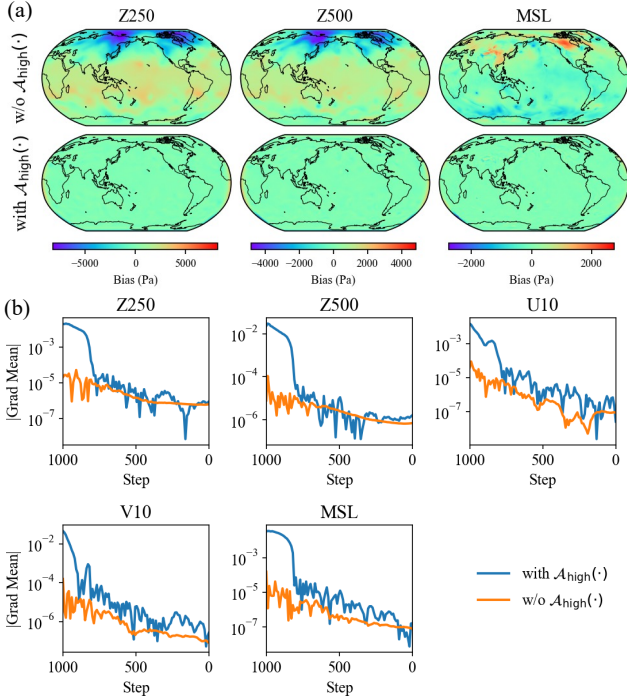 (a)
Z250 Z500 MSL
w/o 𝒜high(·)
with 𝒜high(·)
−5000 0 5000
Bias (Pa)
−4000 −2000 0 2000 4000
Bias (Pa)
−2000 0 2000
Bias (Pa)
(b)
Z250
|Grad Mean|
10⁻³
10⁻⁵
10⁻⁷
1000 500 0
Step
Z500
10⁻²
10⁻⁴
10⁻⁶
1000 500 0
Step
U10
10⁻³
10⁻⁵
10⁻⁷
1000 500 0
Step
V10
|Grad Mean|
10⁻²
10⁻⁴
10⁻⁶
1000 500 0
Step
MSL
10⁻³
10⁻⁵
10⁻⁷
1000 500 0
Step
with 𝒜high(·)
w/o 𝒜high(·)